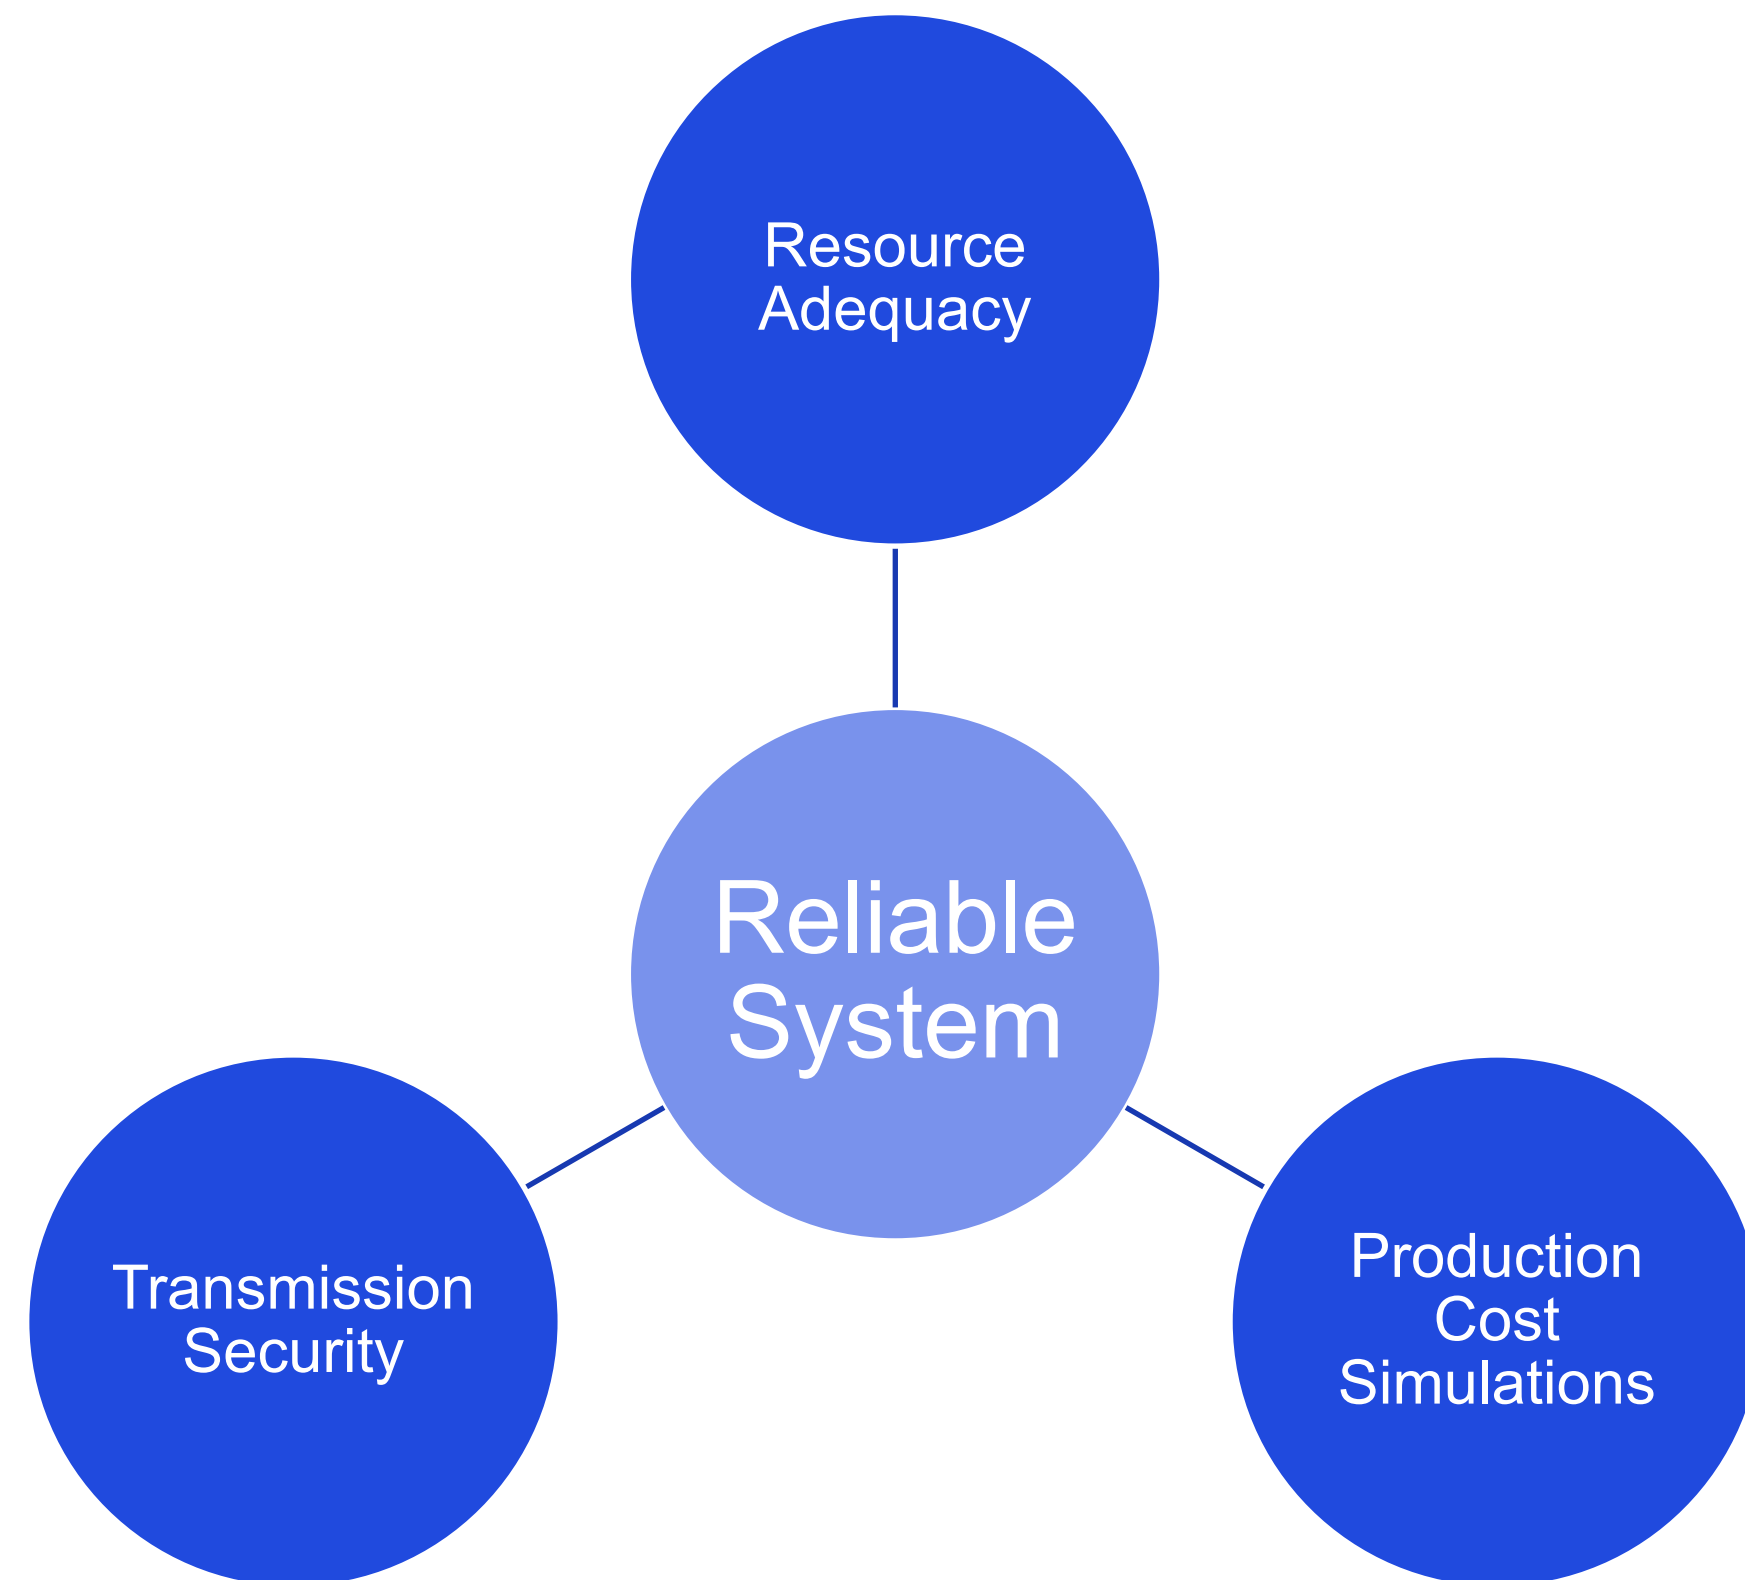 Resource
Adequacy
Reliable
System
Transmission
Security
Production
Cost
Simulations